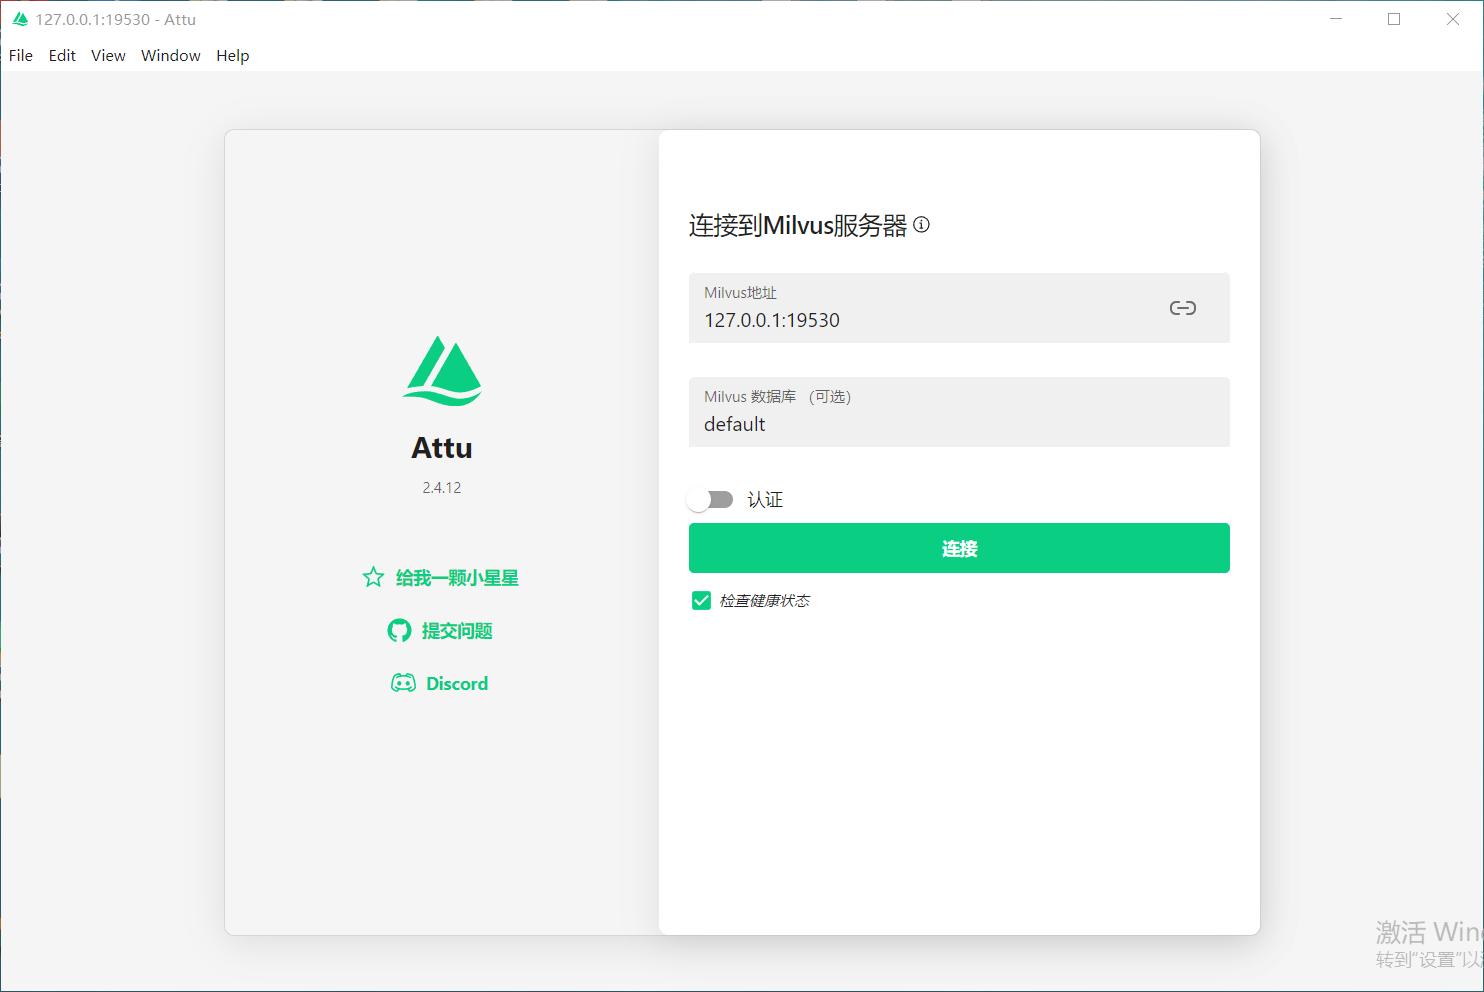 127.0.0.1:19530 - Attu
File Edit View Window Help
Attu
2.4.12
给我一颗小星星
提交问题
Discord
连接到Milvus服务器
Milvus地址
127.0.0.1:19530
Milvus 数据库 （可选）
default
认证
连接
检查健康状态
激活
转到"设置"以